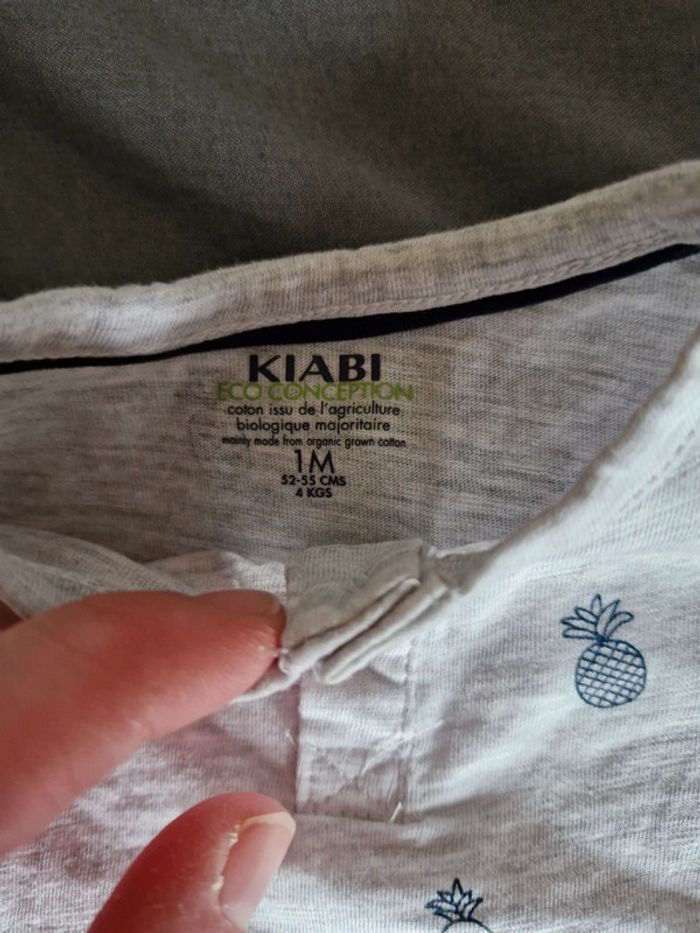 KIABI
ECO CONCEPTION
coton issu de l'agriculture
biologique majoritaire
mainly made from organic grown cotton
1M
52-55 CMS
4 KGS